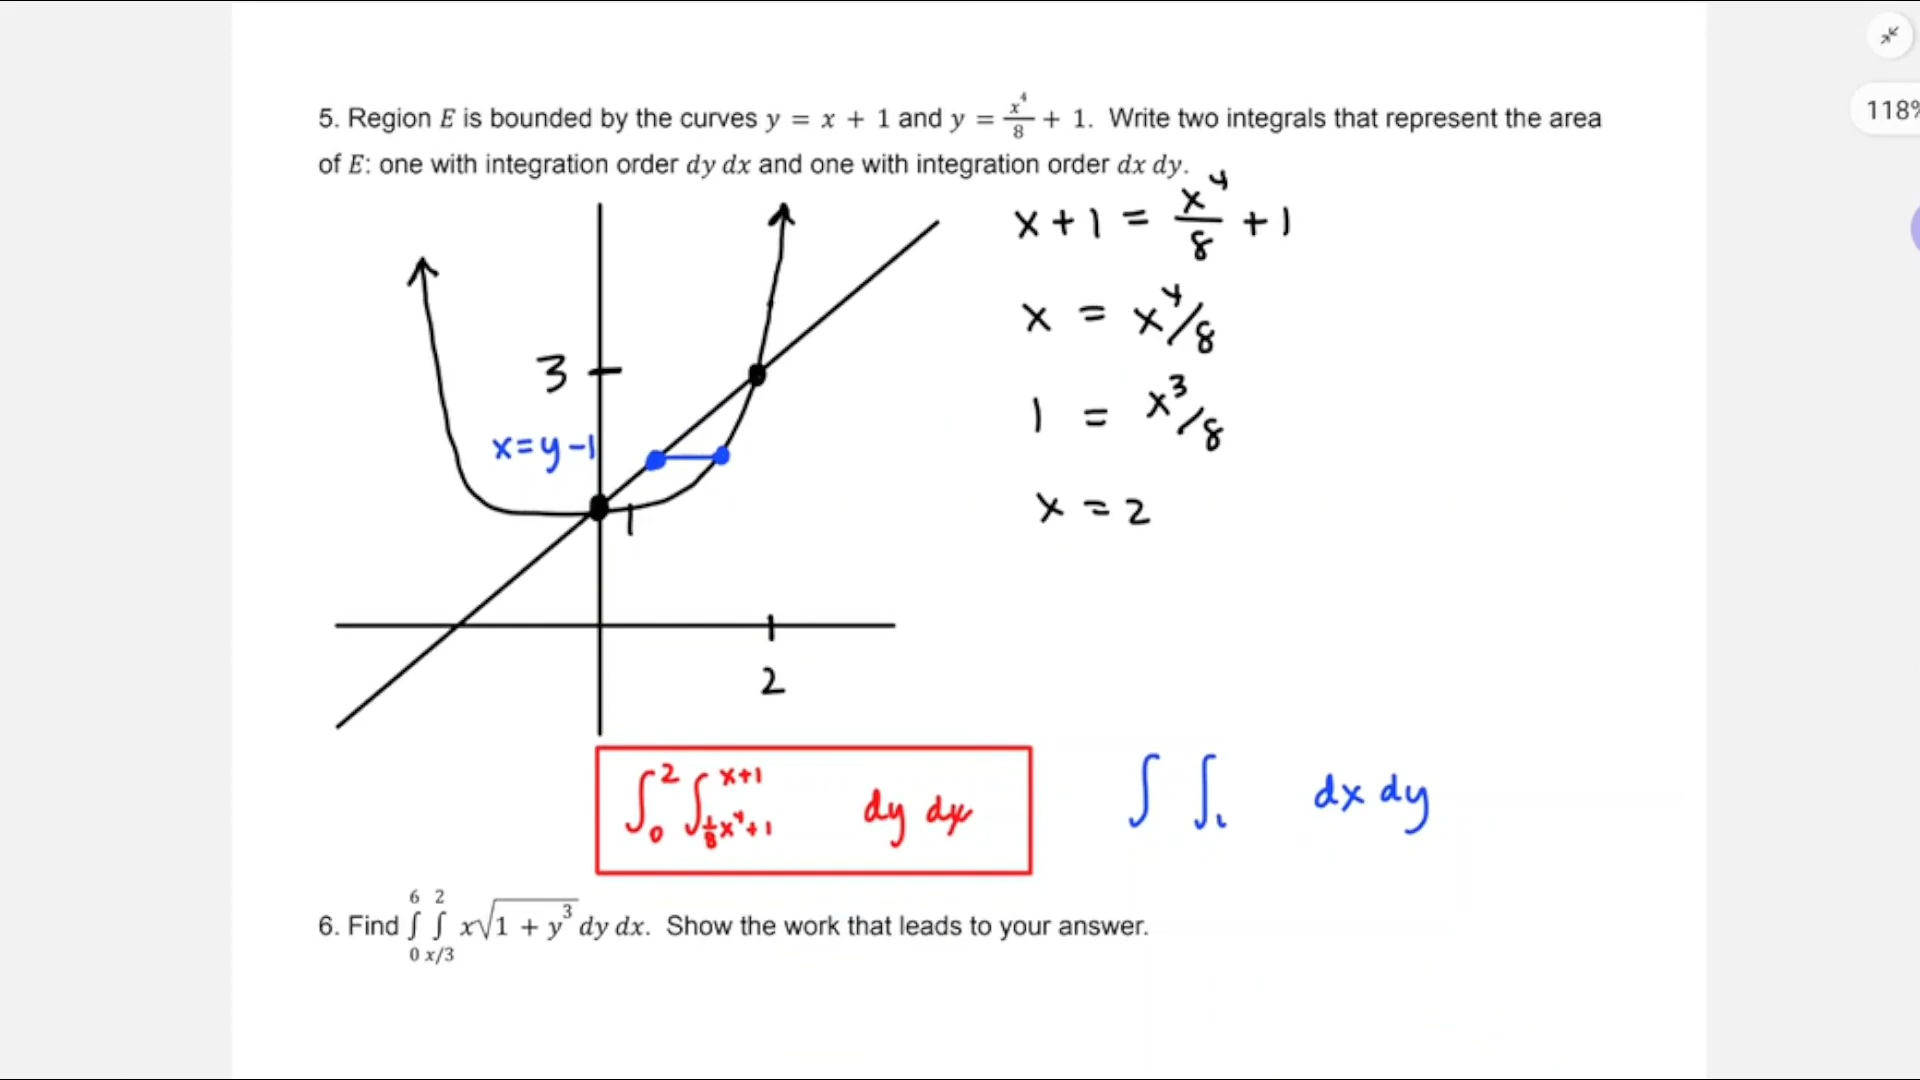 118%
5. Region E is bounded by the curves y = x + 1 and y = x⁴/8 + 1. Write two integrals that represent the area
of E: one with integration order dy dx and one with integration order dx dy.
x + 1 = x⁴/8 + 1
x = x⁴/8
1 = x³/8
x = 2
3
x = y - 1
1
2
∫₀² ∫_{1/8 x⁴+1}^{x+1} dy dx
∫ ∫ dx dy
6. Find ∫₀⁶ ∫_{x/3}² x√(1 + y³) dy dx. Show the work that leads to your answer.